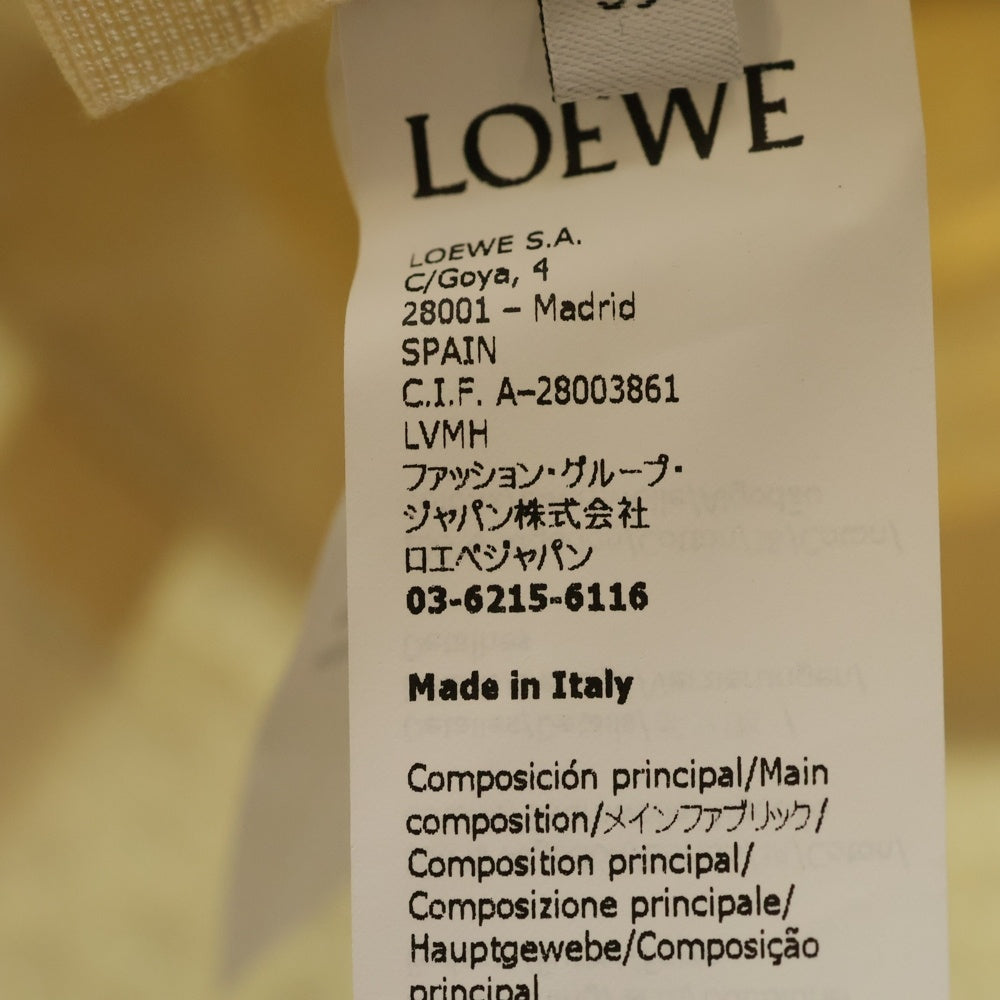 LOEWE
LOEWE S.A.
C/Goya, 4
28001 – Madrid
SPAIN
C.I.F. A-28003861
LVMH
ファッション・グループ・
ジャパン株式会社
ロエベジャパン
03-6215-6116
Made in Italy
Composición principal/Main
composition/メインファブリック/
Composition principal/
Composizione principale/
Hauptgewebe/Composição
principal